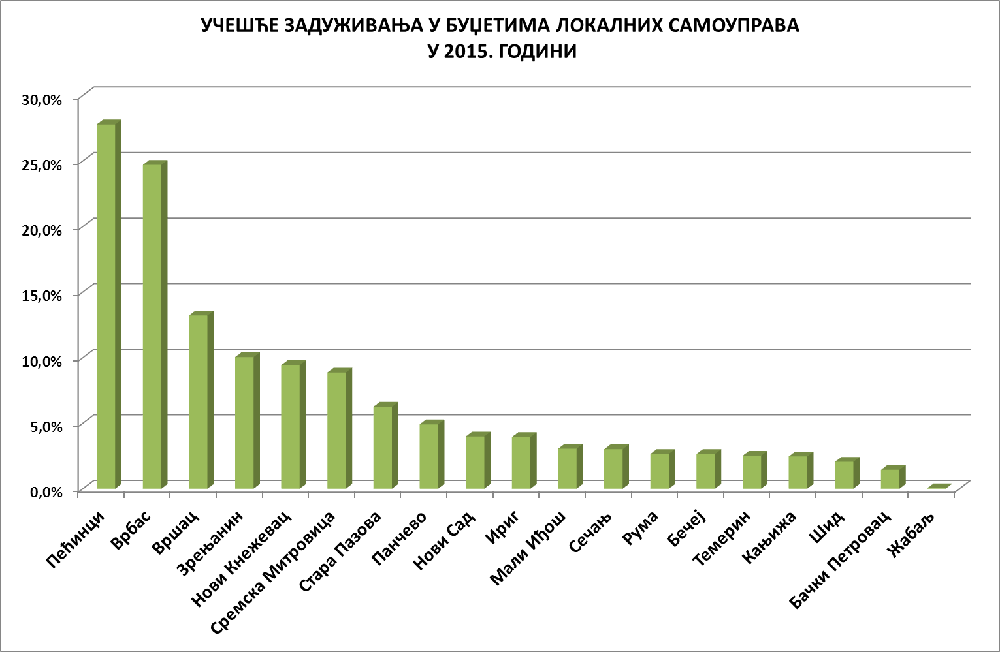 УЧЕШЋЕ ЗАДУЖИВАЊА У БУЏЕТИМА ЛОКАЛНИХ САМОУПРАВА
У 2015. ГОДИНИ
30,0%
25,0%
20,0%
15,0%
10,0%
5,0%
0,0%
Пећинци
Врбас
Вршац
Зрењанин
Нови Кнежевац
Сремска Митровица
Стара Пазова
Панчево
Нови Сад
Ириг
Мали Иђош
Сечањ
Рума
Бечеј
Темерин
Кањижа
Шид
Бачки Петровац
Жабаљ